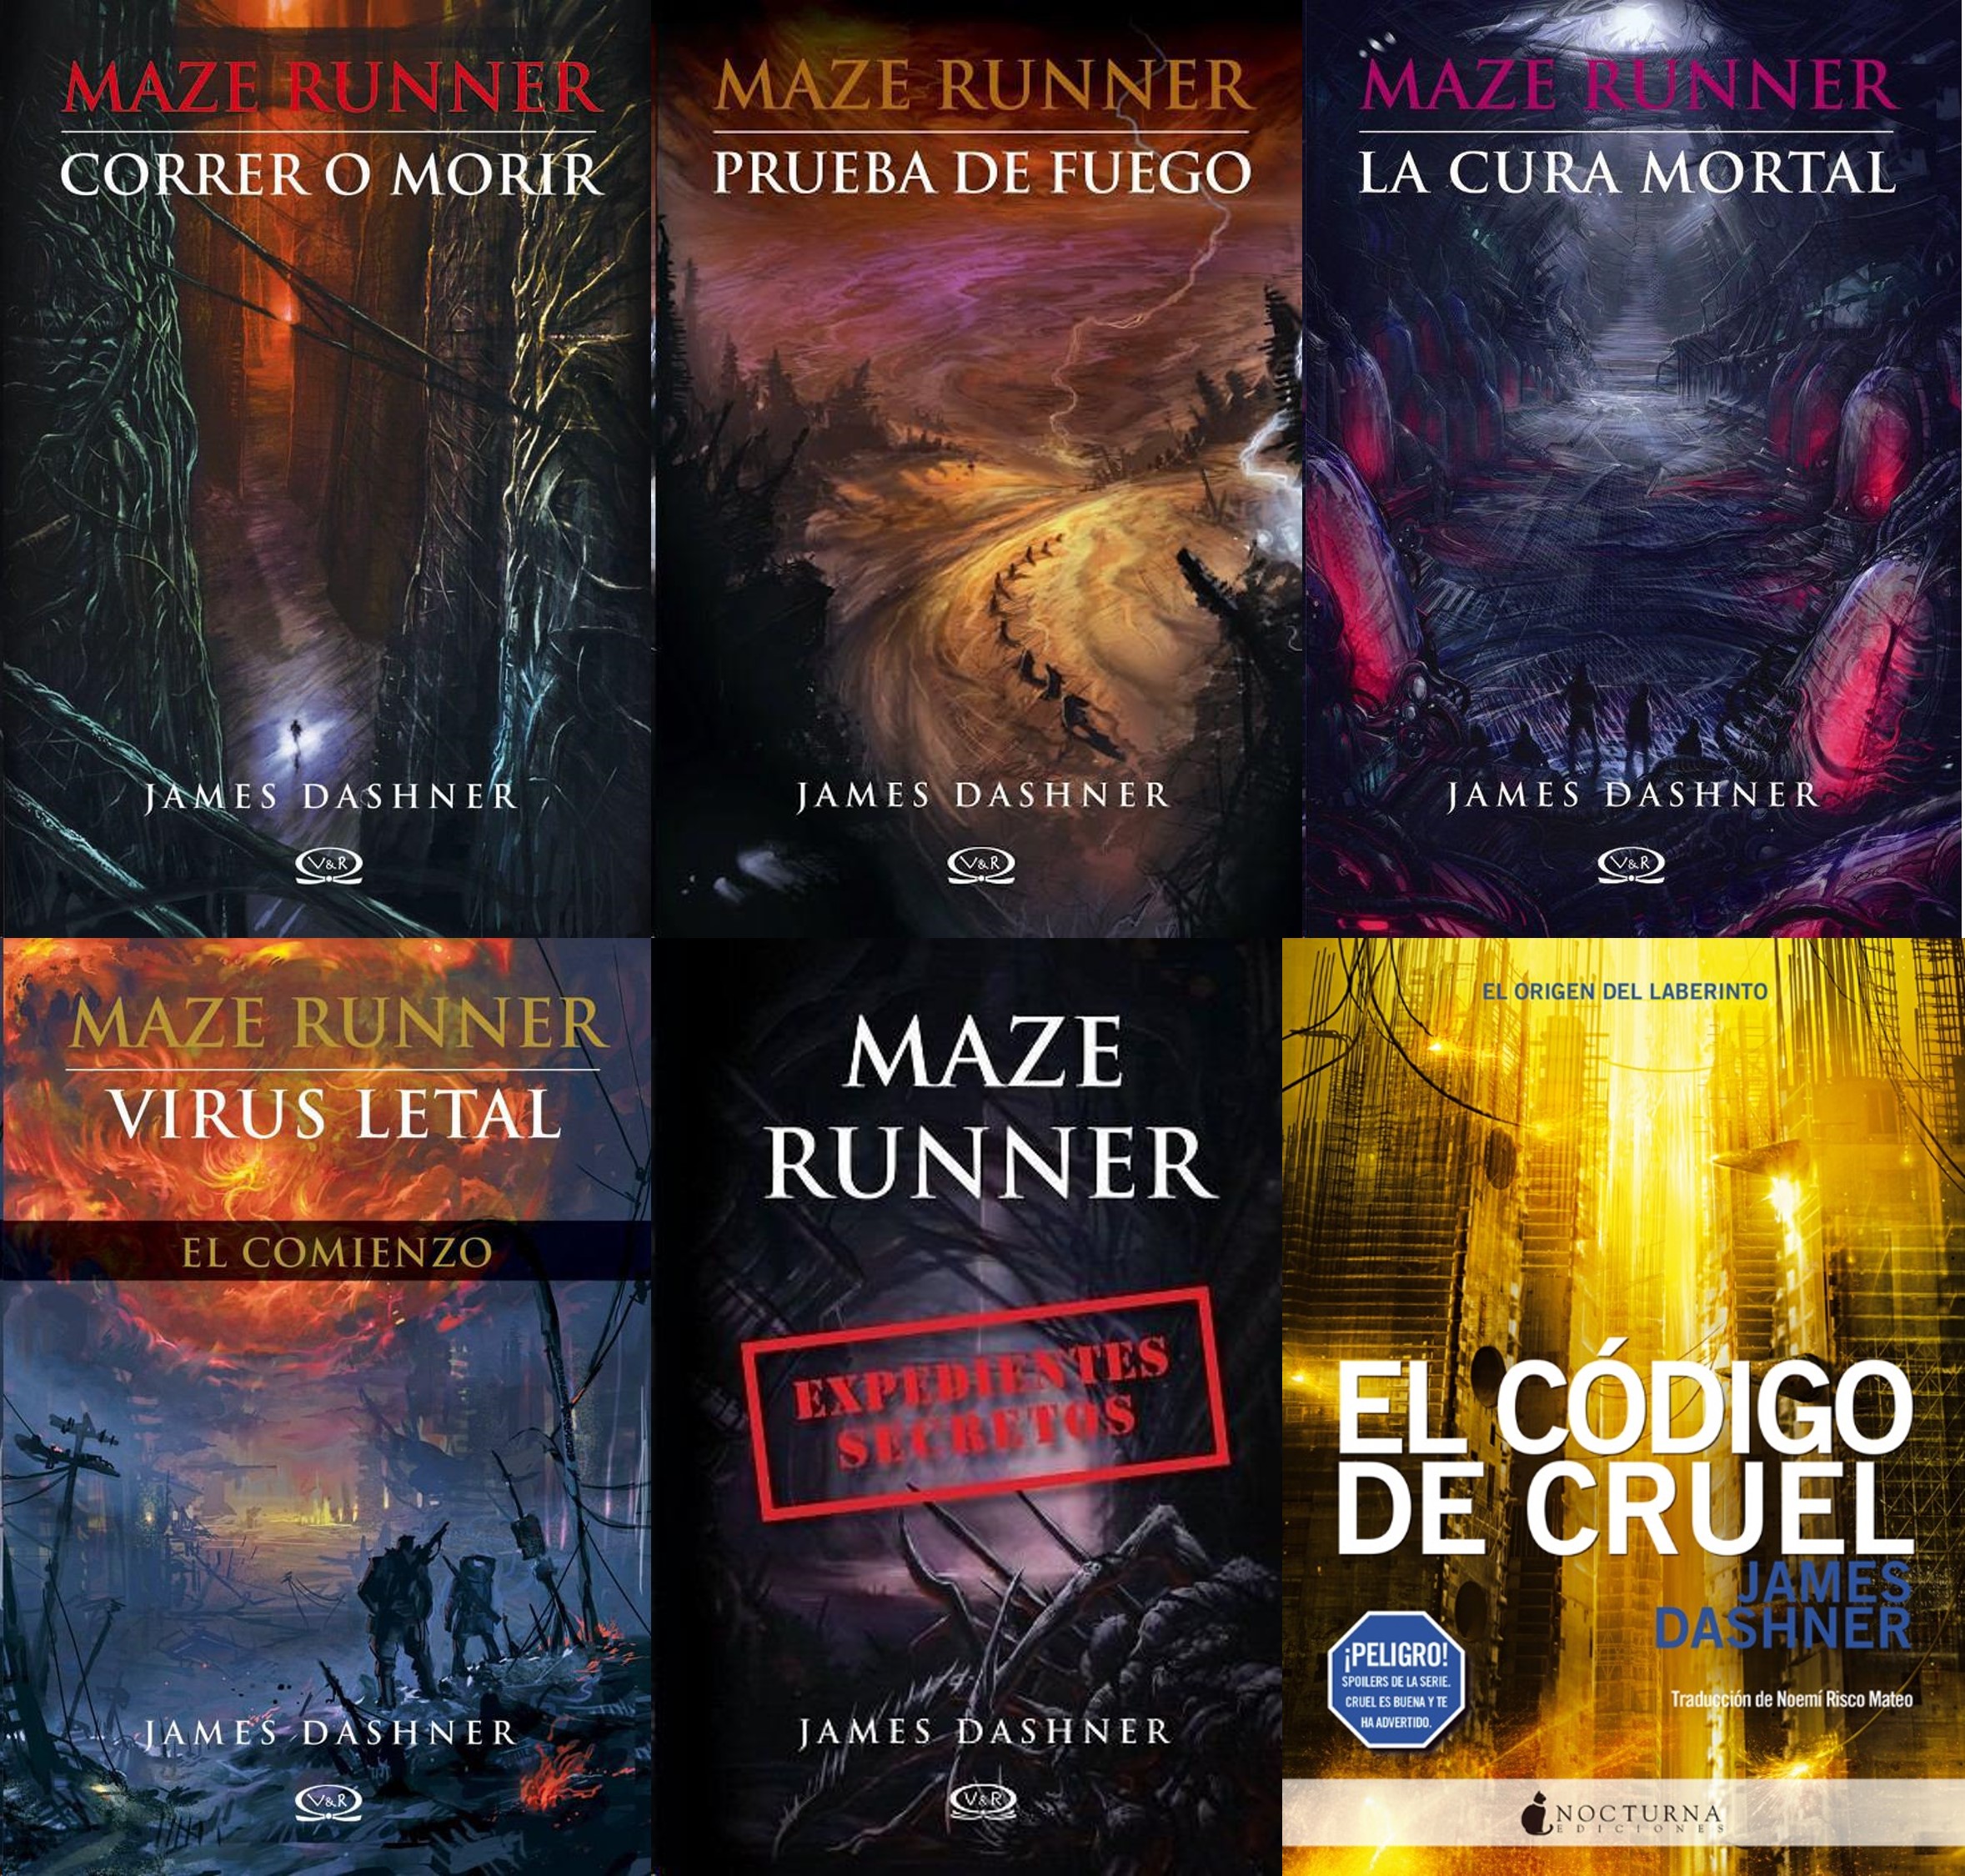 MAZE RUNNER
CORRER O MORIR
JAMES DASHNER
V&R
MAZE RUNNER
PRUEBA DE FUEGO
JAMES DASHNER
V&R
MAZE RUNNER
LA CURA MORTAL
JAMES DASHNER
V&R
MAZE RUNNER
VIRUS LETAL
EL COMIENZO
JAMES DASHNER
V&R
MAZE
RUNNER
EXPEDIENTES
SECRETOS
JAMES DASHNER
V&R
EL ORIGEN DEL LABERINTO
EL CÓDIGO
DE CRUEL
JAMES
DASHNER
¡PELIGRO!
SPOILERS DE LA SERIE.
CRUEL ES BUENA Y TE
HA ADVERTIDO.
Traducción de Noemí Risco Mateo
NOCTURNA
EDICIONES